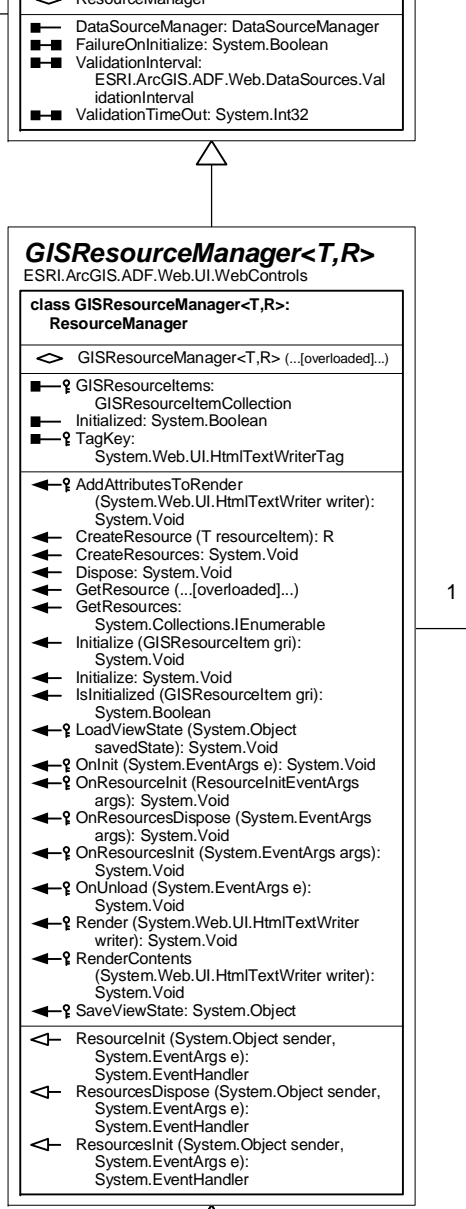 ResourceManager
DataSourceManager: DataSourceManager
FailureOnInitialize: System.Boolean
ValidationInterval:
ESRI.ArcGIS.ADF.Web.DataSources.Val
idationInterval
ValidationTimeOut: System.Int32
GISResourceManager<T,R>
ESRI.ArcGIS.ADF.Web.UI.WebControls
class GISResourceManager<T,R>:
ResourceManager
GISResourceManager<T,R> (...[overloaded]...)
GISResourceItems:
GISResourceItemCollection
Initialized: System.Boolean
TagKey:
System.Web.UI.HtmlTextWriterTag
AddAttributesToRender
(System.Web.UI.HtmlTextWriter writer):
System.Void
CreateResource (T resourceItem): R
CreateResources: System.Void
Dispose: System.Void
GetResource (...[overloaded]...)
GetResources:
System.Collections.IEnumerable
Initialize (GISResourceItem gri):
System.Void
Initialize: System.Void
IsInitialized (GISResourceItem gri):
System.Boolean
LoadViewState (System.Object
savedState): System.Void
OnInit (System.EventArgs e): System.Void
OnResourceInit (ResourceInitEventArgs
args): System.Void
OnResourcesDispose (System.EventArgs
args): System.Void
OnResourcesInit (System.EventArgs args):
System.Void
OnUnload (System.EventArgs e):
System.Void
Render (System.Web.UI.HtmlTextWriter
writer): System.Void
RenderContents
(System.Web.UI.HtmlTextWriter writer):
System.Void
SaveViewState: System.Object
ResourceInit (System.Object sender,
System.EventArgs e):
System.EventHandler
ResourcesDispose (System.Object sender,
System.EventArgs e):
System.EventHandler
ResourcesInit (System.Object sender,
System.EventArgs e):
System.EventHandler
1